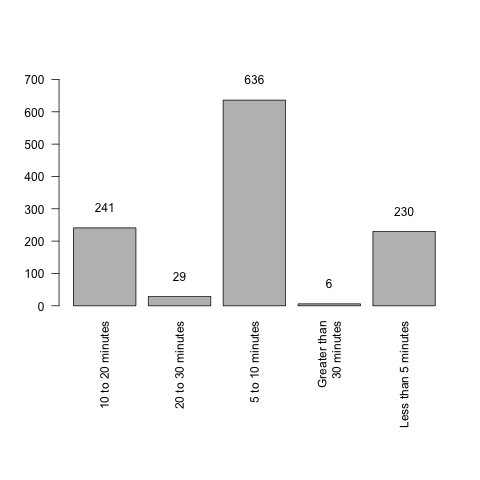 700
600
500
400
300
200
100
0
241
29
636
6
230
10 to 20 minutes
20 to 30 minutes
5 to 10 minutes
Greater than
30 minutes
Less than 5 minutes